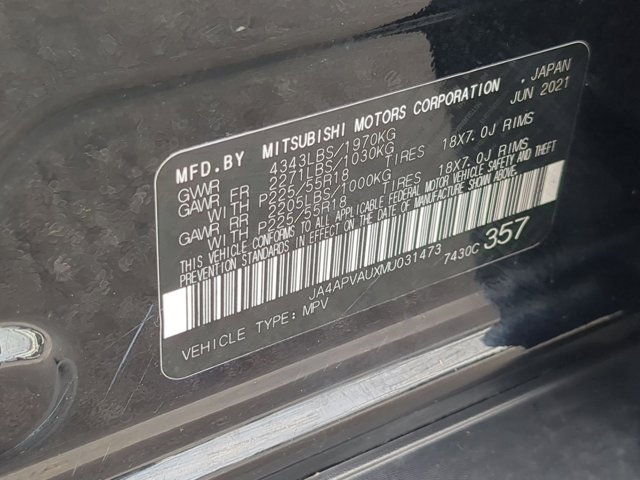 MFD.BY MITSUBISHI MOTORS CORPORATION . JAPAN
GVWR 4343LBS/1970KG JUN 2021
GAWR FR 2271LBS/1030KG
WITH P225/55R18 TIRES 18X7.0J RIMS
GAWR RR 2205LBS/1000KG
WITH P225/55R18 TIRES 18X7.0J RIMS
THIS VEHICLE CONFORMS TO ALL APPLICABLE FEDERAL MOTOR VEHICLE SAFETY AND THEFT
PREVENTION STANDARDS IN EFFECT ON THE DATE OF MANUFACTURE SHOWN ABOVE.
JA4APVAUXMU031473 7430C 357
VEHICLE TYPE: MPV